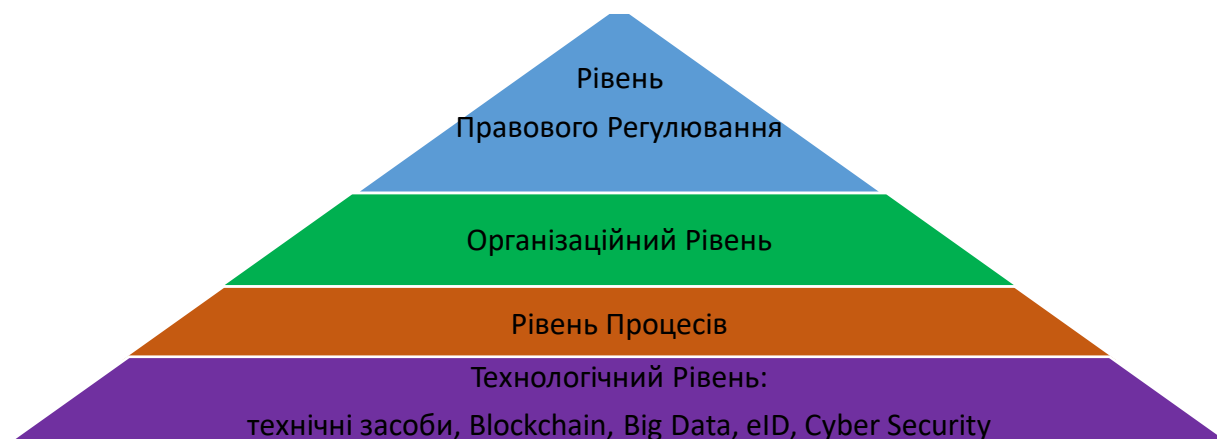 Рівень
Правового Регулювання
Організаційний Рівень
Рівень Процесів
Технологічний Рівень:
технічні засоби, Blockchain, Big Data, eID, Cyber Security